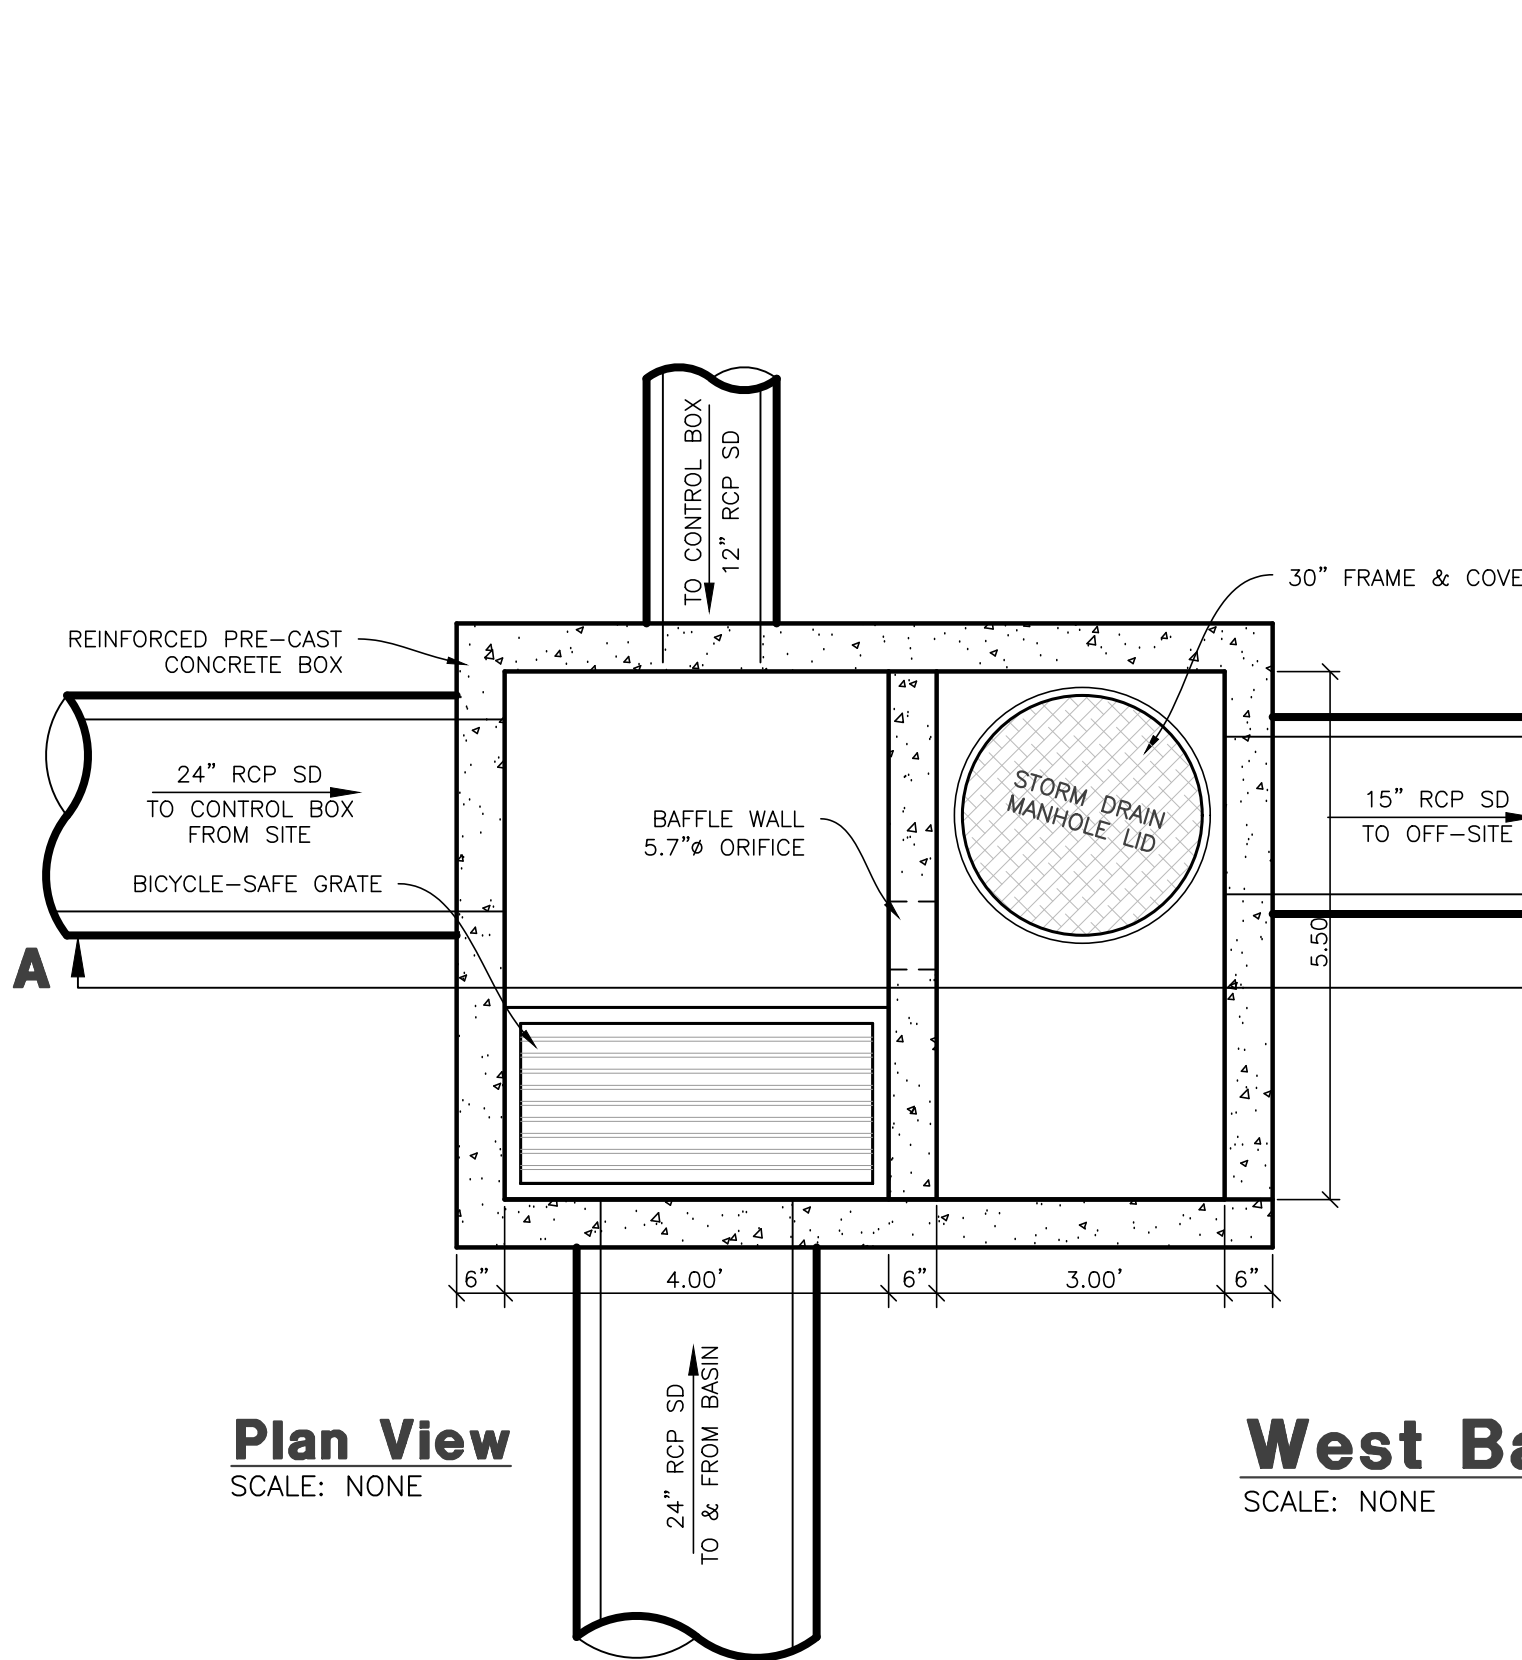 TO CONTROL BOX
12” RCP SD
30” FRAME & COVE
REINFORCED PRE-CAST
CONCRETE BOX
24” RCP SD
TO CONTROL BOX
FROM SITE
BAFFLE WALL
5.7”ø ORIFICE
STORM DRAIN
MANHOLE LID
15” RCP SD
TO OFF-SITE
BICYCLE-SAFE GRATE
A
5.50
6”
4.00’
6”
3.00’
6”
24” RCP SD
TO & FROM BASIN
Plan View
SCALE: NONE
West Ba
SCALE: NONE